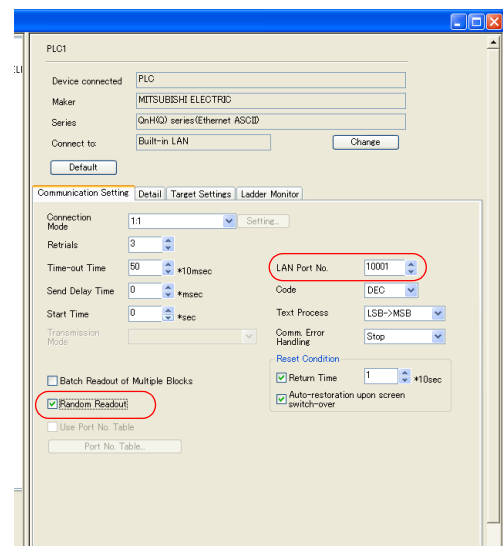 PLC1
ELI
Device connected PLC
Maker MITSUBISHI ELECTRIC
Series QnH(Q) series(Ethernet ASCII)
Connect to: Built-in LAN Change
Default
Communication Setting Detail Target Settings Ladder Monitor
Connection Mode 1:1 Setting...
Retrials 3
Time-out Time 50 *10msec LAN Port No. 10001
Send Delay Time 0 *msec Code DEC
Start Time 0 *sec Text Process LSB->MSB
Transmission Mode Comm. Error Handling Stop
Reset Condition
Batch Readout of Multiple Blocks Return Time 1 *10sec
Random Readout Auto-restoration upon screen switch-over
Use Port No. Table
Port No. Table...